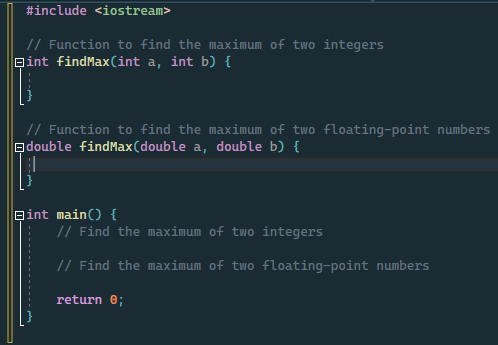 #include <iostream>
// Function to find the maximum of two integers
int findMax(int a, int b) {
}
// Function to find the maximum of two floating-point numbers
double findMax(double a, double b) {
}
int main() {
// Find the maximum of two integers
// Find the maximum of two floating-point numbers
return 0;
}